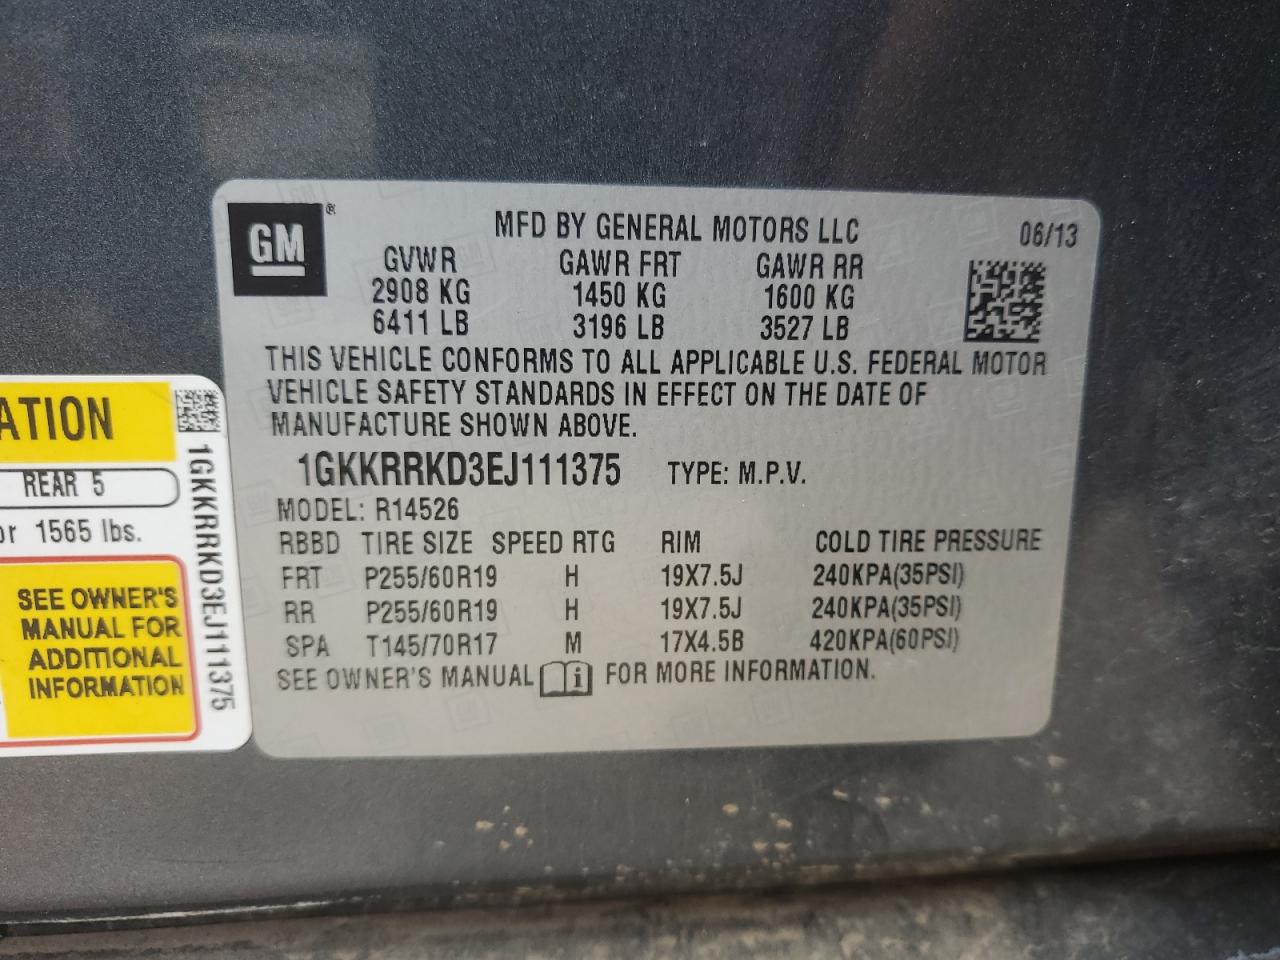 GM®
MFD BY GENERAL MOTORS LLC 06/13
GVWR GAWR FRT GAWR RR
2908 KG 1450 KG 1600 KG
6411 LB 3196 LB 3527 LB
THIS VEHICLE CONFORMS TO ALL APPLICABLE U.S. FEDERAL MOTOR
VEHICLE SAFETY STANDARDS IN EFFECT ON THE DATE OF
MANUFACTURE SHOWN ABOVE.
1GKKRRKD3EJ111375 TYPE: M.P.V.
MODEL: R14526
RBBD TIRE SIZE SPEED RTG RIM COLD TIRE PRESSURE
FRT P255/60R19 H 19X7.5J 240KPA(35PSI)
RR P255/60R19 H 19X7.5J 240KPA(35PSI)
SPA T145/70R17 M 17X4.5B 420KPA(60PSI)
SEE OWNER'S MANUAL i FOR MORE INFORMATION.
ATION
REAR 5
or 1565 lbs.
SEE OWNER'S
MANUAL FOR
ADDITIONAL
INFORMATION
1GKKRRKD3EJ111375